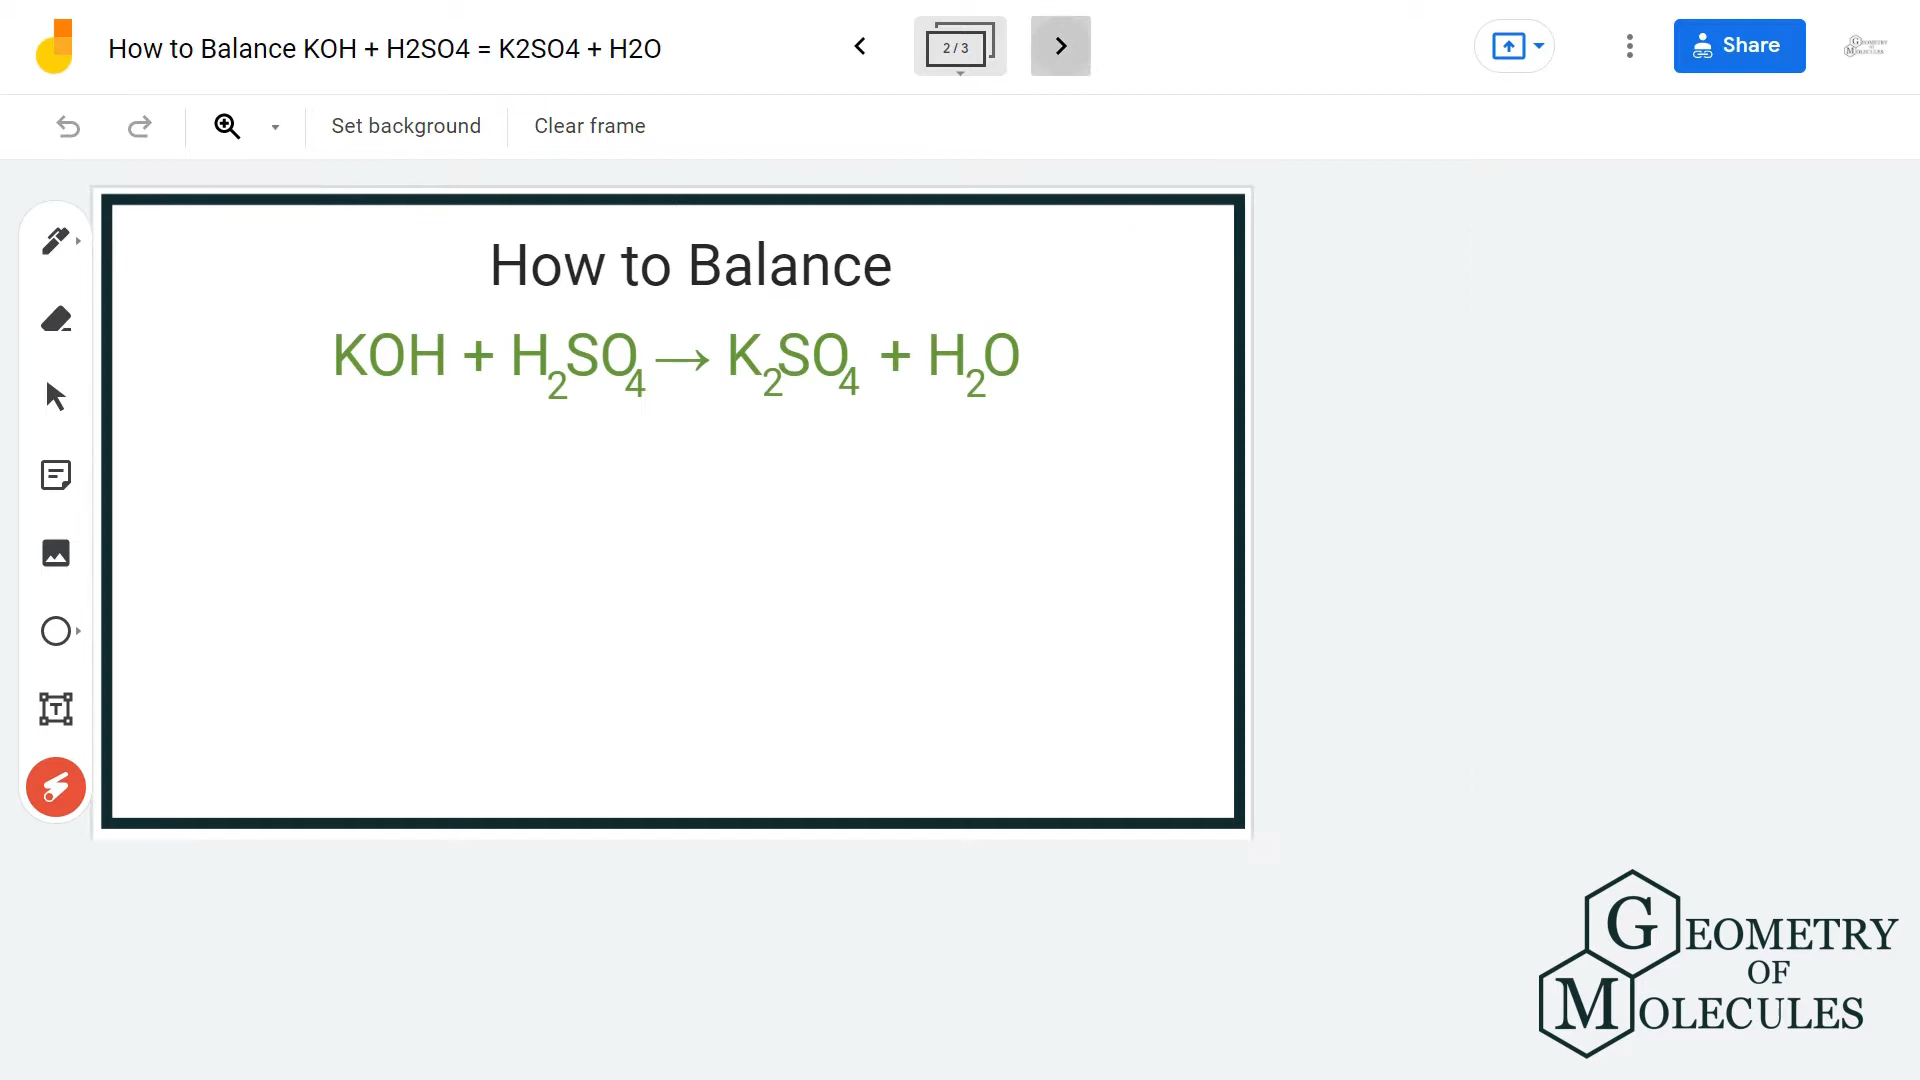 How to Balance KOH + H2SO4 = K2SO4 + H2O
2 / 3
Share
Set background
Clear frame
How to Balance
KOH + H₂SO₄ → K₂SO₄ + H₂O
T
GEOMETRY
OF
MOLECULES